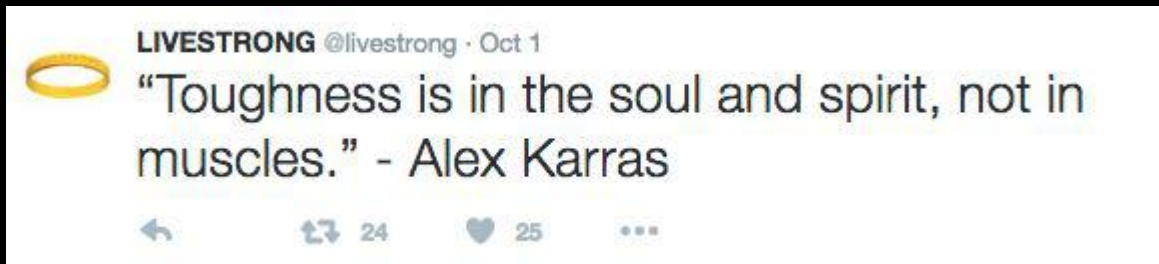 LIVESTRONG @livestrong · Oct 1
“Toughness is in the soul and spirit, not in
muscles.” - Alex Karras
24 25